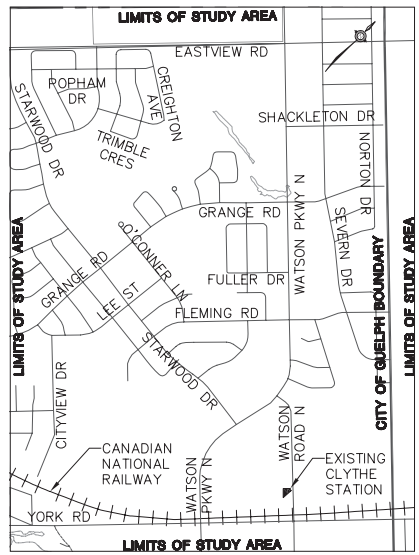 LIMITS OF STUDY AREA
EASTVIEW RD
POPHAM
DR
CREIGHTON
AVE
STARWOOD DR
TRIMBLE
CRES
SHACKLETON DR
NORTON DR
WATSON PKWY N
SEVERN DR
GRANGE RD
O'CONNER LN
GRANGE RD
FULLER DR
LEE ST
FLEMING RD
STARWOOD DR
LIMITS OF STUDY AREA
CITY OF GUELPH BOUNDARY
LIMITS OF STUDY AREA
CITYVIEW DR
CANADIAN
NATIONAL
RAILWAY
WATSON
PKWY N
WATSON
ROAD N
EXISTING
CLYTHE
STATION
YORK RD
LIMITS OF STUDY AREA